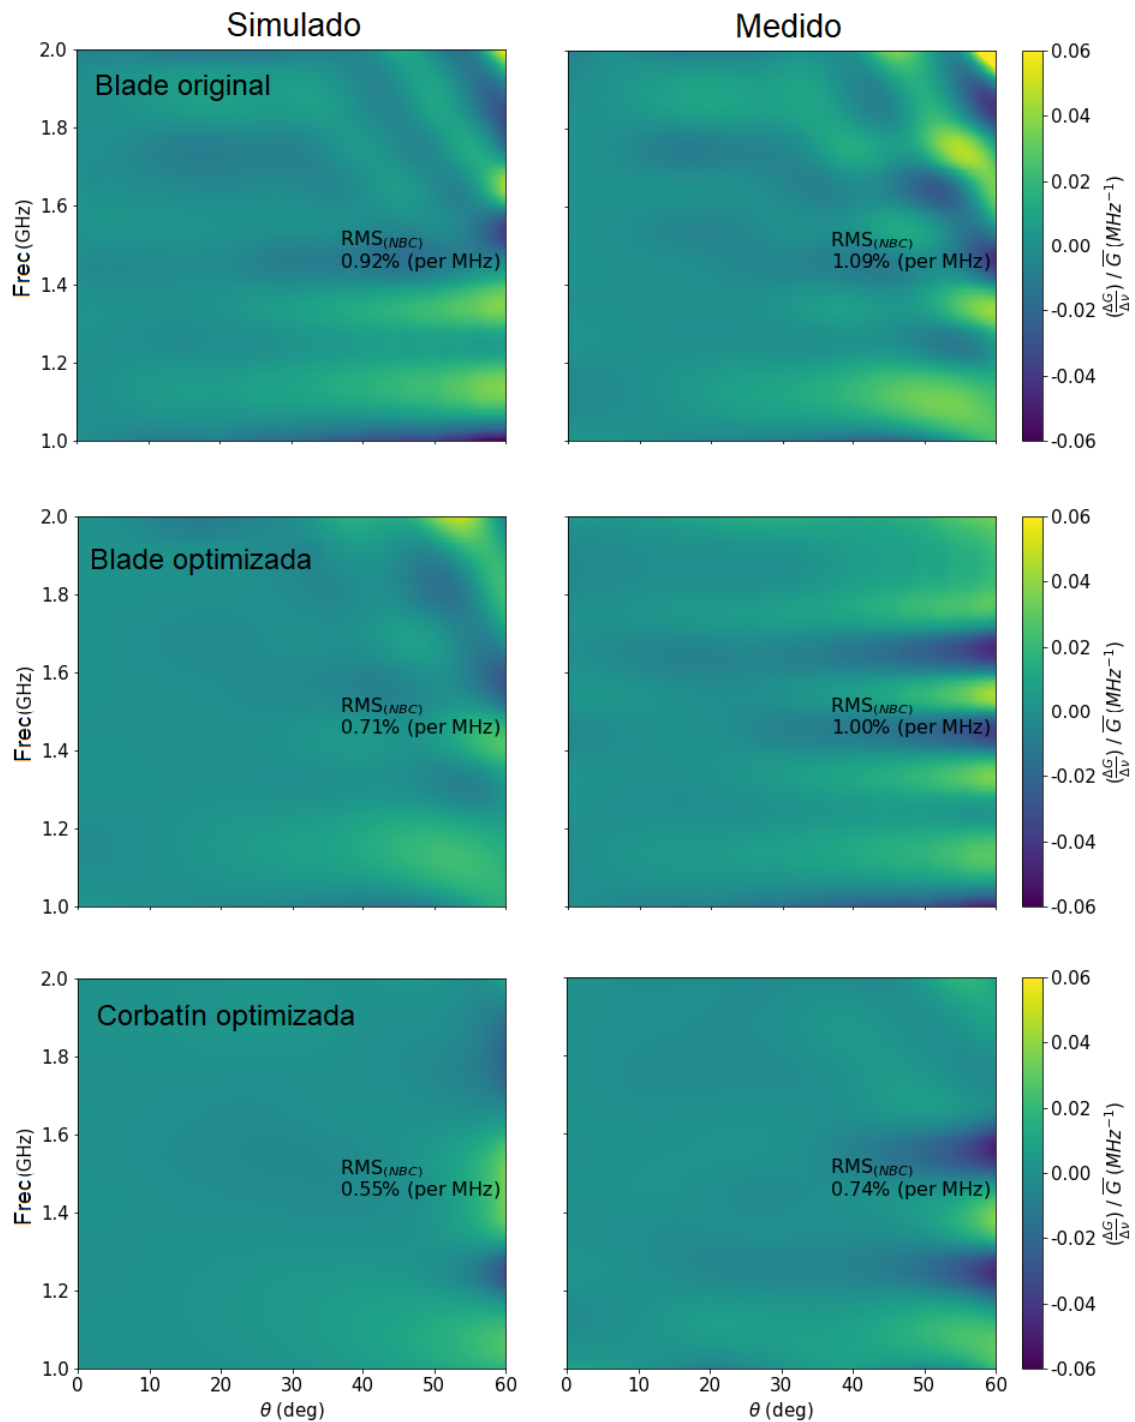 Simulado
Medido
2.0
1.8
1.6
1.4
1.2
1.0
Frec(GHz)
Blade original
RMS(NBC)
0.92% (per MHz)
RMS(NBC)
1.09% (per MHz)
0.06
0.04
0.02
0.00
-0.02
-0.04
-0.06
(ΔG/Δν) / G̅ (MHz⁻¹)
2.0
1.8
1.6
1.4
1.2
1.0
Frec(GHz)
Blade optimizada
RMS(NBC)
0.71% (per MHz)
RMS(NBC)
1.00% (per MHz)
0.06
0.04
0.02
0.00
-0.02
-0.04
-0.06
(ΔG/Δν) / G̅ (MHz⁻¹)
2.0
1.8
1.6
1.4
1.2
1.0
Frec(GHz)
Corbatín optimizada
RMS(NBC)
0.55% (per MHz)
RMS(NBC)
0.74% (per MHz)
0.06
0.04
0.02
0.00
-0.02
-0.04
-0.06
(ΔG/Δν) / G̅ (MHz⁻¹)
0 10 20 30 40 50 60
θ (deg)
0 10 20 30 40 50 60
θ (deg)